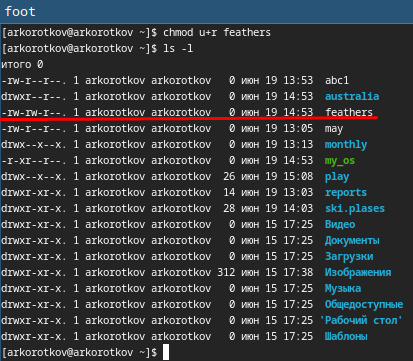 foot
[arkorotkov@arkorotkov ~]$ chmod u+r feathers
[arkorotkov@arkorotkov ~]$ ls -l
итого 0
-rw-r--r--. 1 arkorotkov arkorotkov   0 июн 19 13:53  abc1
drwxr--r--. 1 arkorotkov arkorotkov   0 июн 19 14:53  australia
-rw-rw-r--. 1 arkorotkov arkorotkov   0 июн 19 14:53  feathers
-rw-r--r--. 1 arkorotkov arkorotkov   0 июн 19 13:05  may
drwx--x--x. 1 arkorotkov arkorotkov   0 июн 19 13:13  monthly
-r-xr--r--. 1 arkorotkov arkorotkov   0 июн 19 14:53  my_os
drwx--x--x. 1 arkorotkov arkorotkov  26 июн 19 15:08  play
drwxr-xr-x. 1 arkorotkov arkorotkov  14 июн 19 13:03  reports
drwxr-xr-x. 1 arkorotkov arkorotkov  28 июн 19 14:03  ski.plases
drwxr-xr-x. 1 arkorotkov arkorotkov   0 июн 15 17:25  Видео
drwxr-xr-x. 1 arkorotkov arkorotkov   0 июн 15 17:25  Документы
drwxr-xr-x. 1 arkorotkov arkorotkov   0 июн 15 17:25  Загрузки
drwxr-xr-x. 1 arkorotkov arkorotkov 312 июн 15 17:38  Изображения
drwxr-xr-x. 1 arkorotkov arkorotkov   0 июн 15 17:25  Музыка
drwxr-xr-x. 1 arkorotkov arkorotkov   0 июн 15 17:25  Общедоступные
drwxr-xr-x. 1 arkorotkov arkorotkov   0 июн 15 17:25 'Рабочий стол'
drwxr-xr-x. 1 arkorotkov arkorotkov   0 июн 15 17:25  Шаблоны
[arkorotkov@arkorotkov ~]$